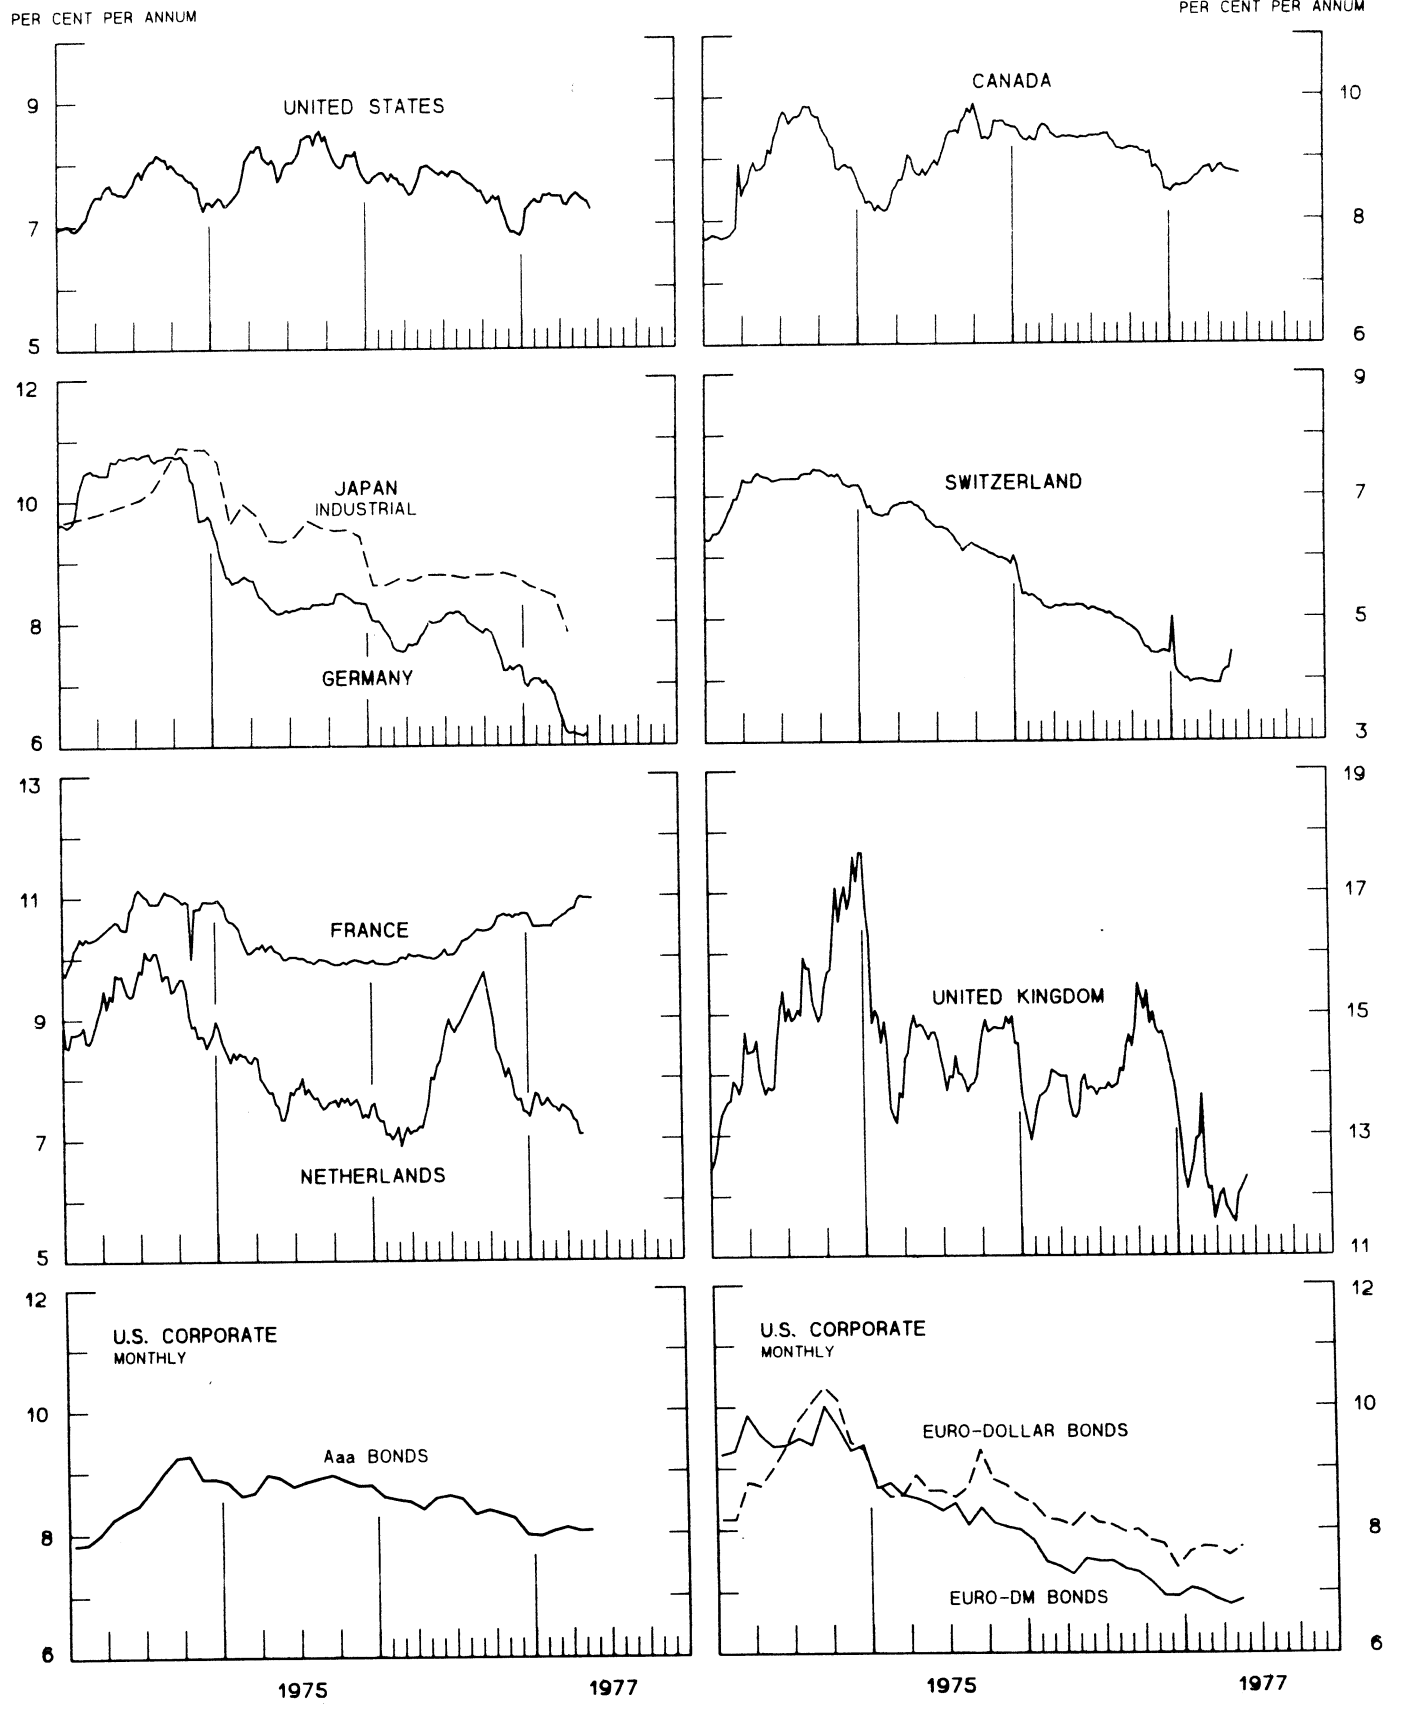 PER CENT PER ANNUM
PER CENT PER ANNUM
UNITED STATES
9
7
5
CANADA
10
8
6
12
10
8
6
JAPAN
INDUSTRIAL
GERMANY
SWITZERLAND
9
7
5
3
13
11
9
7
5
FRANCE
NETHERLANDS
UNITED KINGDOM
19
17
15
13
11
12
10
8
6
U.S. CORPORATE
MONTHLY
Aaa BONDS
1975
1977
U.S. CORPORATE
MONTHLY
EURO-DOLLAR BONDS
EURO-DM BONDS
12
10
8
6
1975
1977